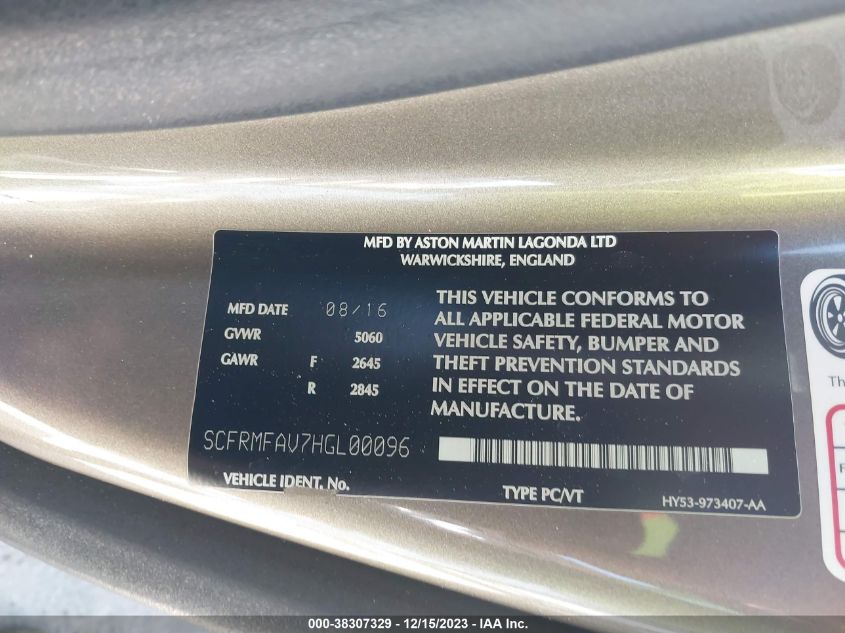 MFD BY ASTON MARTIN LAGONDA LTD
WARWICKSHIRE, ENGLAND
MFD DATE 08/16
GVWR 5060
GAWR F 2645
R 2845
THIS VEHICLE CONFORMS TO
ALL APPLICABLE FEDERAL MOTOR
VEHICLE SAFETY, BUMPER AND
THEFT PREVENTION STANDARDS
IN EFFECT ON THE DATE OF
MANUFACTURE.
SCFRMFAV7HGL00096
VEHICLE IDENT. No.
TYPE PC/VT
HY53-973407-AA
000-38307329 - 12/15/2023 - IAA Inc.